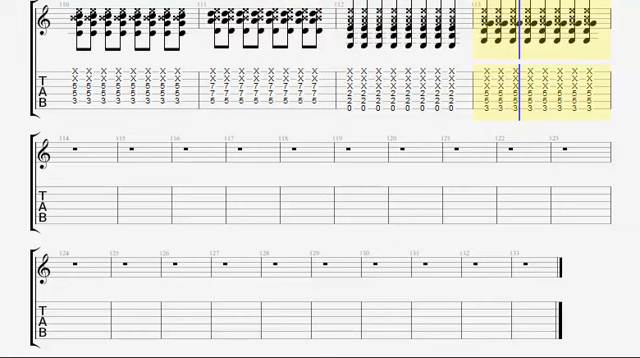 110 111 112 113
X X X X X X X X X X X X X X X X X X X X X X X X X X X X X X X X
X X X X X X X X X X X X X X X X X X X X X X X X X X X X X X X X
T 5 5 5 5 5 5 5 5 7 7 7 7 7 7 7 7 X X X X X X X X X X X X X X X X
A 5 5 5 5 5 5 5 5 7 7 7 7 7 7 7 7 2 2 2 2 2 2 2 2 5 5 5 5 5 5 5 5
B 3 3 3 3 3 3 3 3 5 5 5 5 5 5 5 5 2 2 2 2 2 2 2 2 5 5 5 5 5 5 5 5
0 0 0 0 0 0 0 0 3 3 3 3 3 3 3 3
114 115 116 117 118 119 120 121 122 123
T
A
B
124 125 126 127 128 129 130 131 132 133
T
A
B